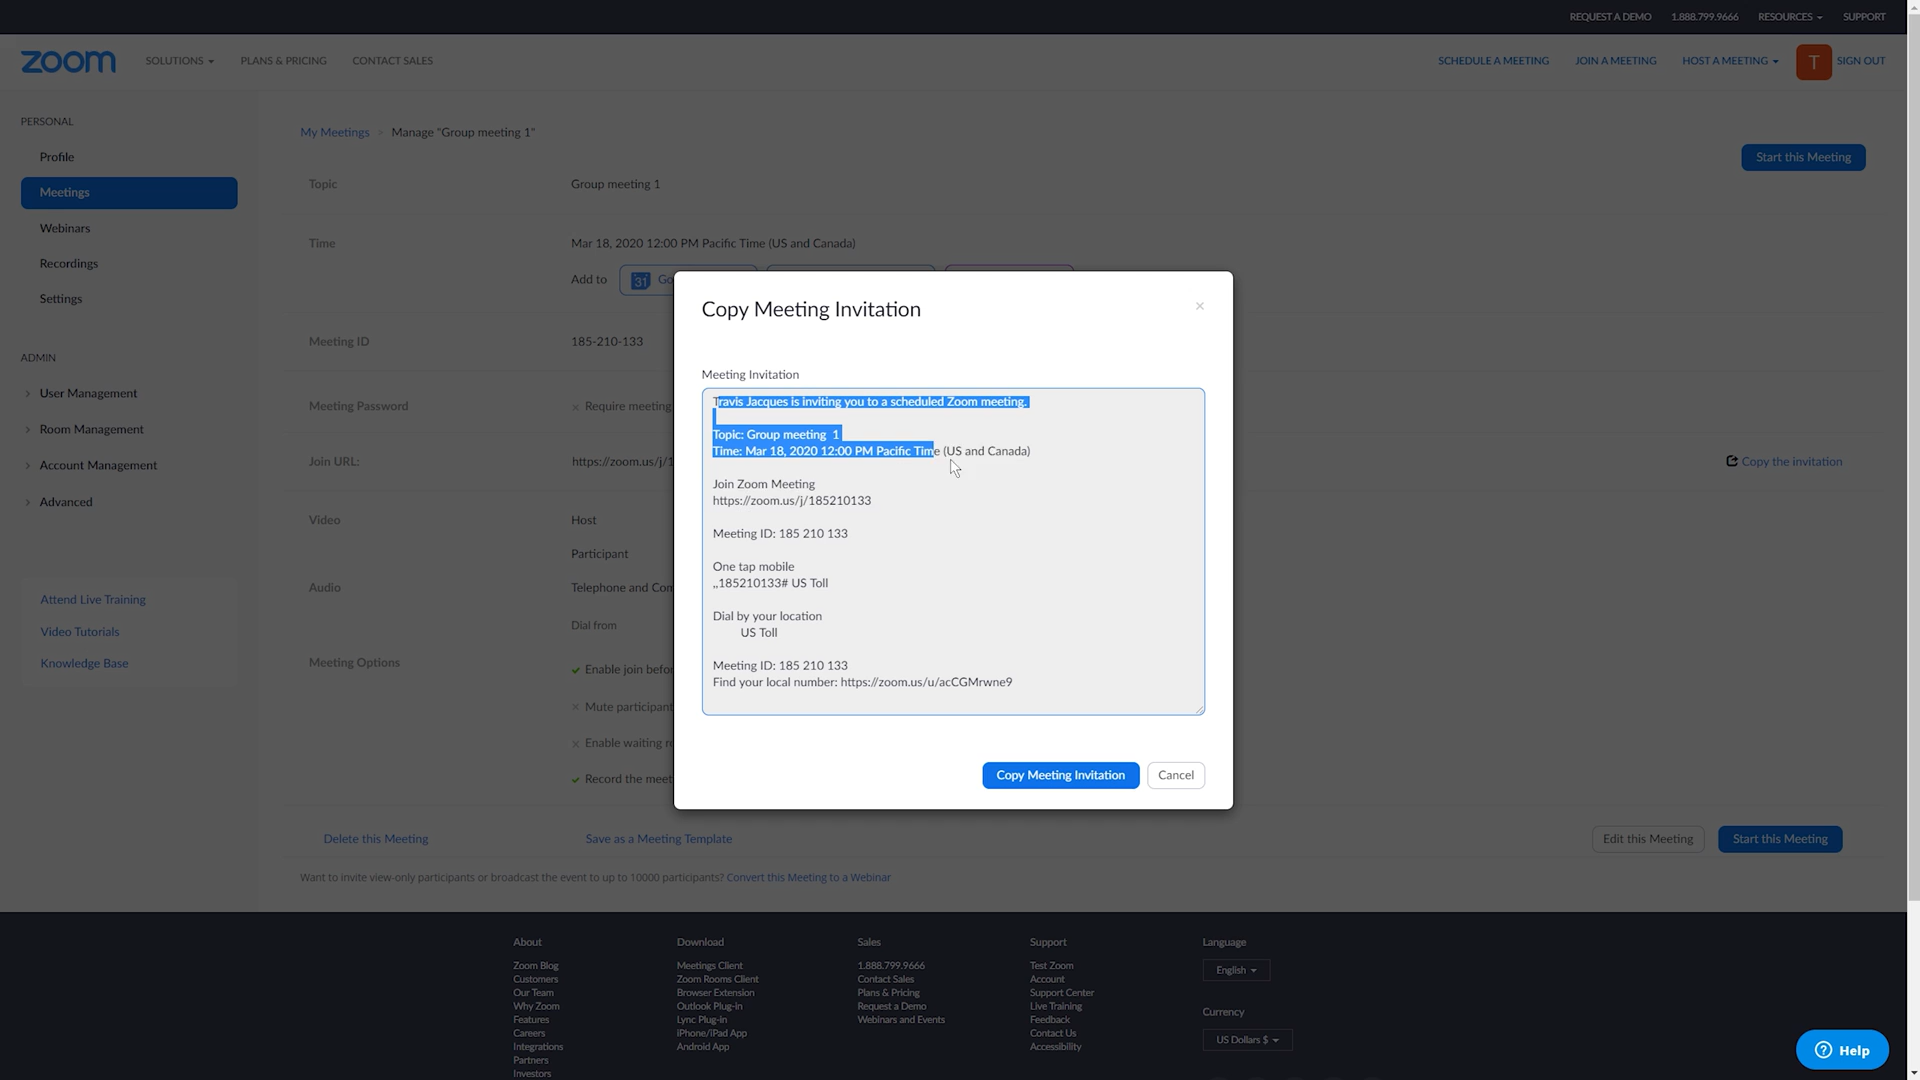 REQUEST A DEMO 1.888.799.9666 RESOURCES SUPPORT
zoom SOLUTIONS PLANS & PRICING CONTACT SALES SCHEDULE A MEETING JOIN A MEETING HOST A MEETING T SIGN OUT
PERSONAL
Profile
Meetings
Webinars
Recordings
Settings
ADMIN
User Management
Room Management
Account Management
Advanced
Attend Live Training
Video Tutorials
Knowledge Base
My Meetings > Manage "Group meeting 1"
Start this Meeting
Topic Group meeting 1
Time Mar 18, 2020 12:00 PM Pacific Time (US and Canada)
Add to 31 Go
Meeting ID 185-210-133
Meeting Password Require meeting
Join URL: https://zoom.us/j/1
Copy the invitation
Video Host
Participant
Audio Telephone and Com
Dial from
Meeting Options Enable join befor
Mute participant
Enable waiting r
Record the meet
Copy Meeting Invitation
Meeting Invitation
Travis Jacques is inviting you to a scheduled Zoom meeting.
Topic: Group meeting 1
Time: Mar 18, 2020 12:00 PM Pacific Time (US and Canada)
Join Zoom Meeting
https://zoom.us/j/185210133
Meeting ID: 185 210 133
One tap mobile
,,185210133# US Toll
Dial by your location
US Toll
Meeting ID: 185 210 133
Find your local number: https://zoom.us/u/acCGMrwne9
Copy Meeting Invitation Cancel
Delete this Meeting Save as a Meeting Template Edit this Meeting Start this Meeting
Want to invite view-only participants or broadcast the event to up to 10000 participants? Convert this Meeting to a Webinar
About
Zoom Blog
Customers
Our Team
Why Zoom
Features
Careers
Integrations
Partners
Investors
Download
Meetings Client
Zoom Rooms Client
Browser Extension
Outlook Plug-in
Lync Plug-in
iPhone/iPad App
Android App
Sales
1.888.799.9666
Contact Sales
Plans & Pricing
Request a Demo
Webinars and Events
Support
Test Zoom
Account
Support Center
Live Training
Feedback
Contact Us
Accessibility
Language
English
Currency
US Dollars $
Help